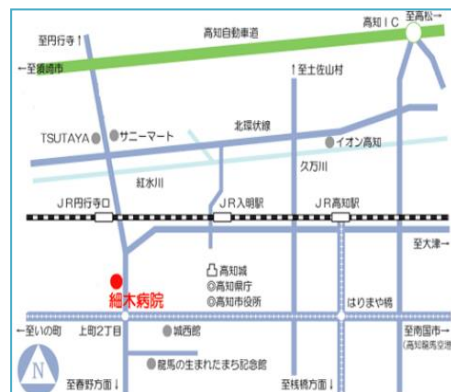 至高松→
高知IC
高知自動車道
至円行寺↑
←至須崎市
↑至土佐山村
北環状線
TSUTAYA
サニーマート
イオン高知
久万川
紅水川
JR円行寺口
JR入明駅
JR高知駅
至大津→
高知城
◎高知県庁
◎高知市役所
細木病院
はりまや橋
←至いの町
上町2丁目
城西館
至南国市→
(高知龍馬空港)
龍馬の生まれたまち記念館
N
至春野方面↓
至桟橋方面↓